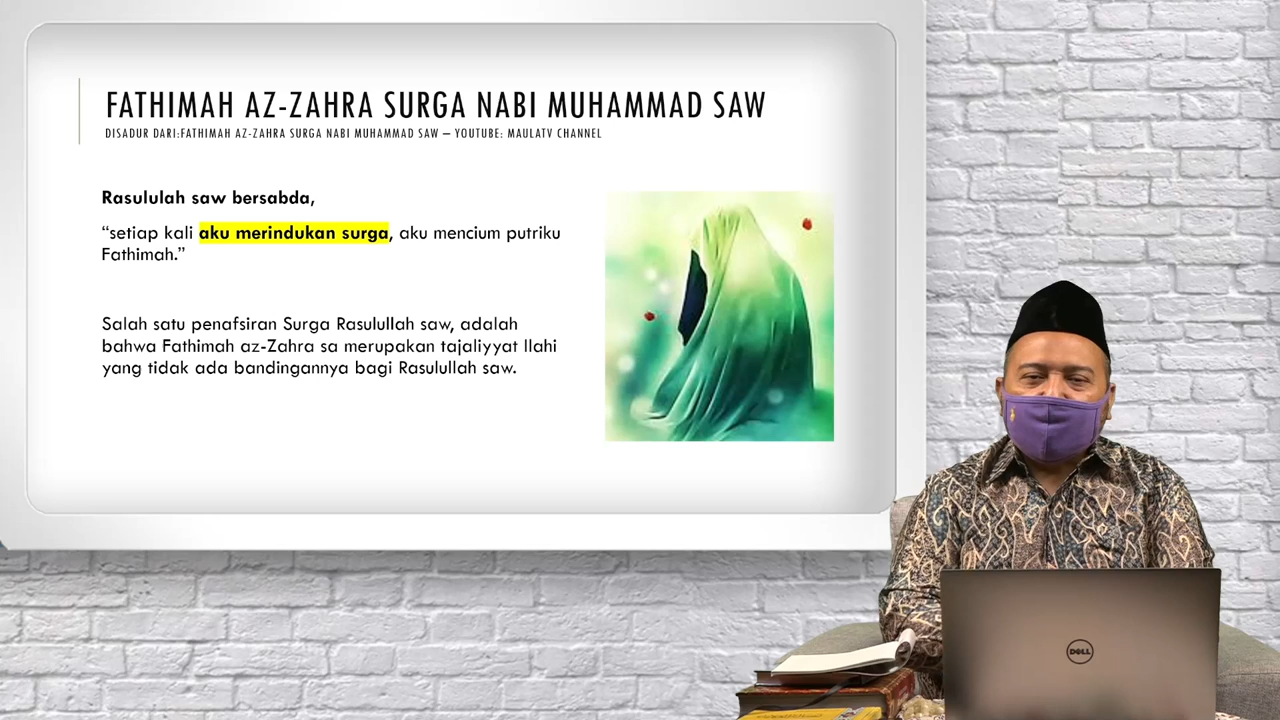 FATHIMAH AZ-ZAHRA SURGA NABI MUHAMMAD SAW
DISADUR DARI:FATHIMAH AZ-ZAHRA SURGA NABI MUHAMMAD SAW – YOUTUBE: MAULATV CHANNEL
Rasululah saw bersabda,
“setiap kali aku merindukan surga, aku mencium putriku
Fathimah.”
Salah satu penafsiran Surga Rasulullah saw, adalah
bahwa Fathimah az-Zahra sa merupakan tajaliyyat Ilahi
yang tidak ada bandingannya bagi Rasulullah saw.
DELL